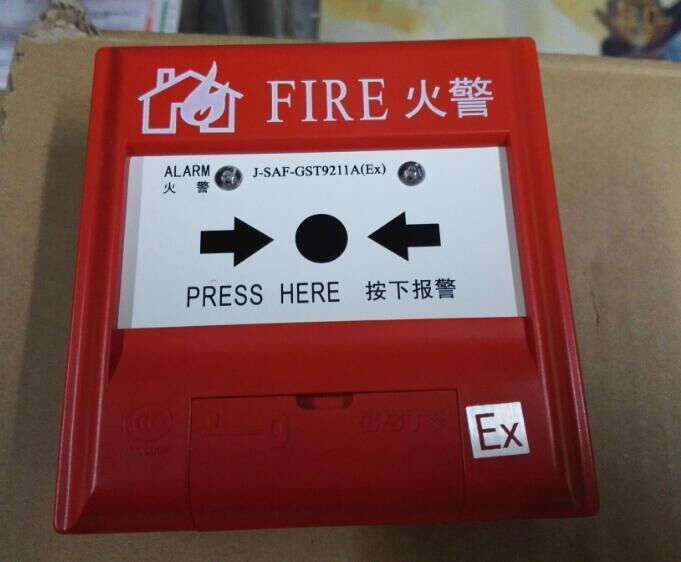 FIRE 火警
ALARM J-SAF-GST9211A(Ex)
火 警
PRESS HERE 按下报警
Ex